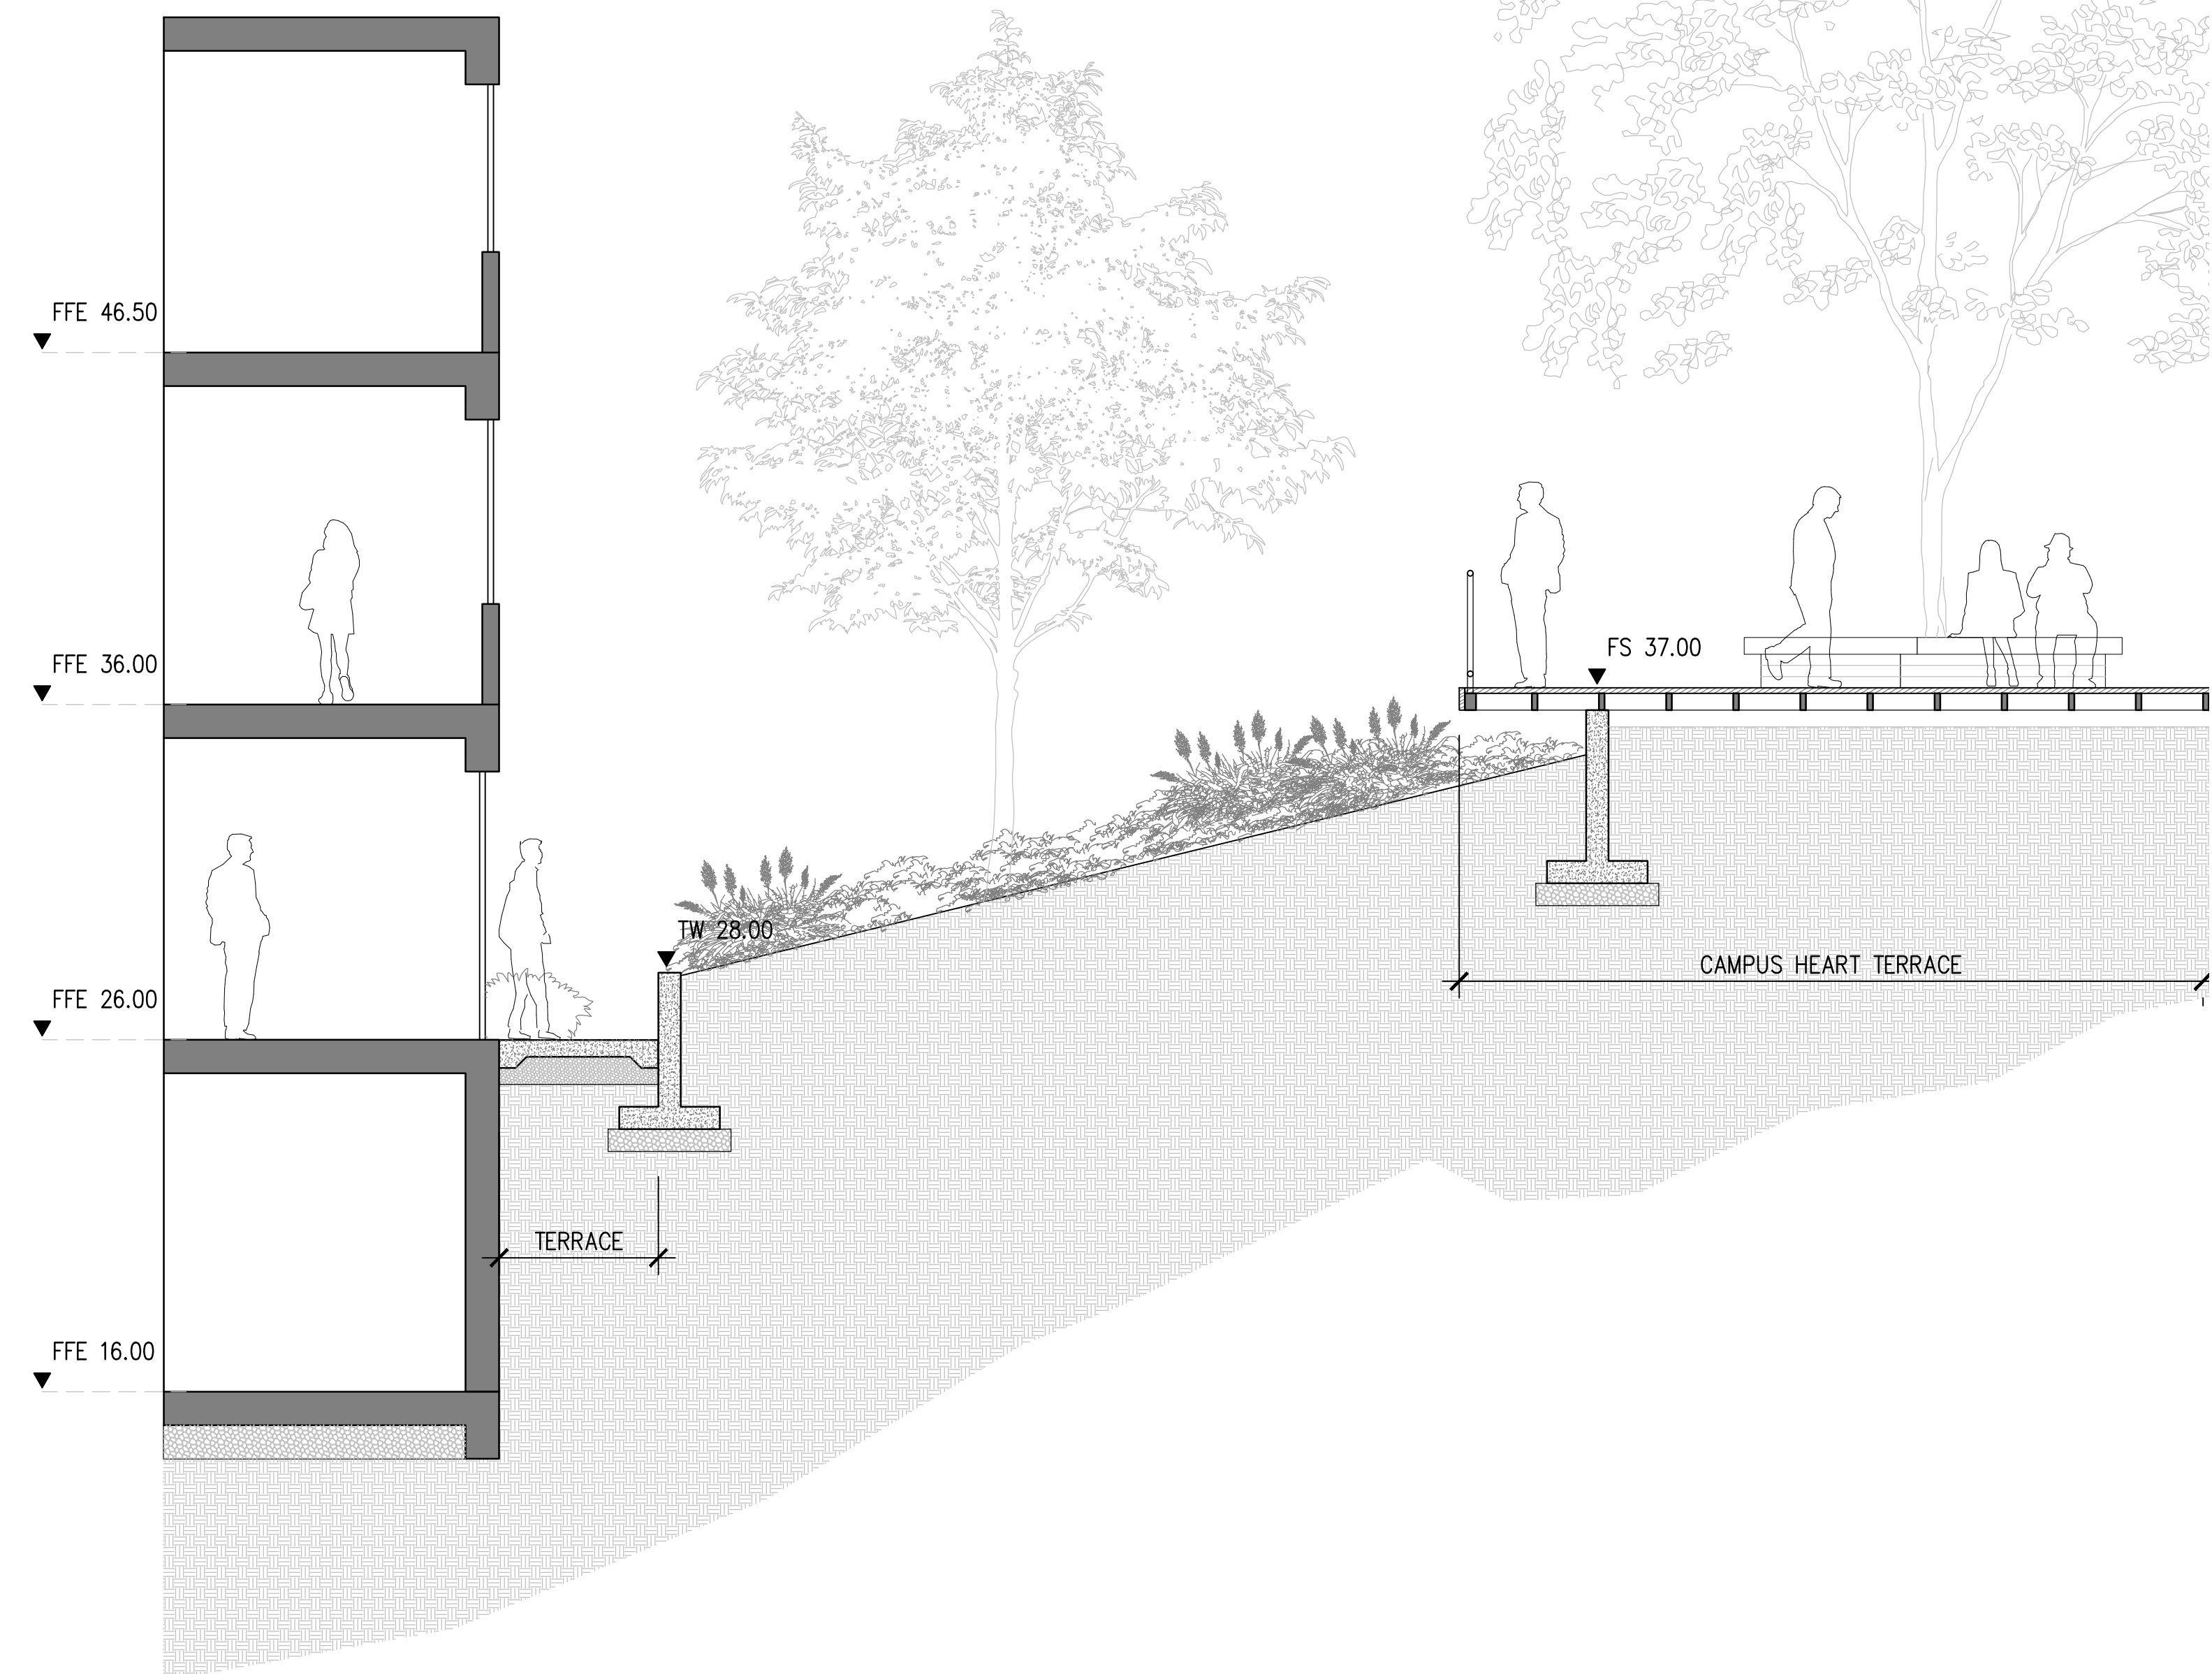 FFE 46.50
FFE 36.00
FS 37.00
TW 28.00
CAMPUS HEART TERRACE
FFE 26.00
TERRACE
FFE 16.00